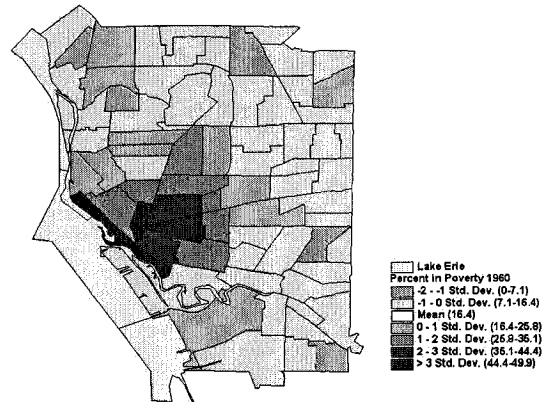 Lake Erie
Percent in Poverty 1960
-2 - -1 Std. Dev. (0-7.1)
-1 - 0 Std. Dev. (7.1-16.4)
Mean (16.4)
0 - 1 Std. Dev. (16.4-25.8)
1 - 2 Std. Dev. (25.8-35.1)
2 - 3 Std. Dev. (35.1-44.4)
> 3 Std. Dev. (44.4-49.9)